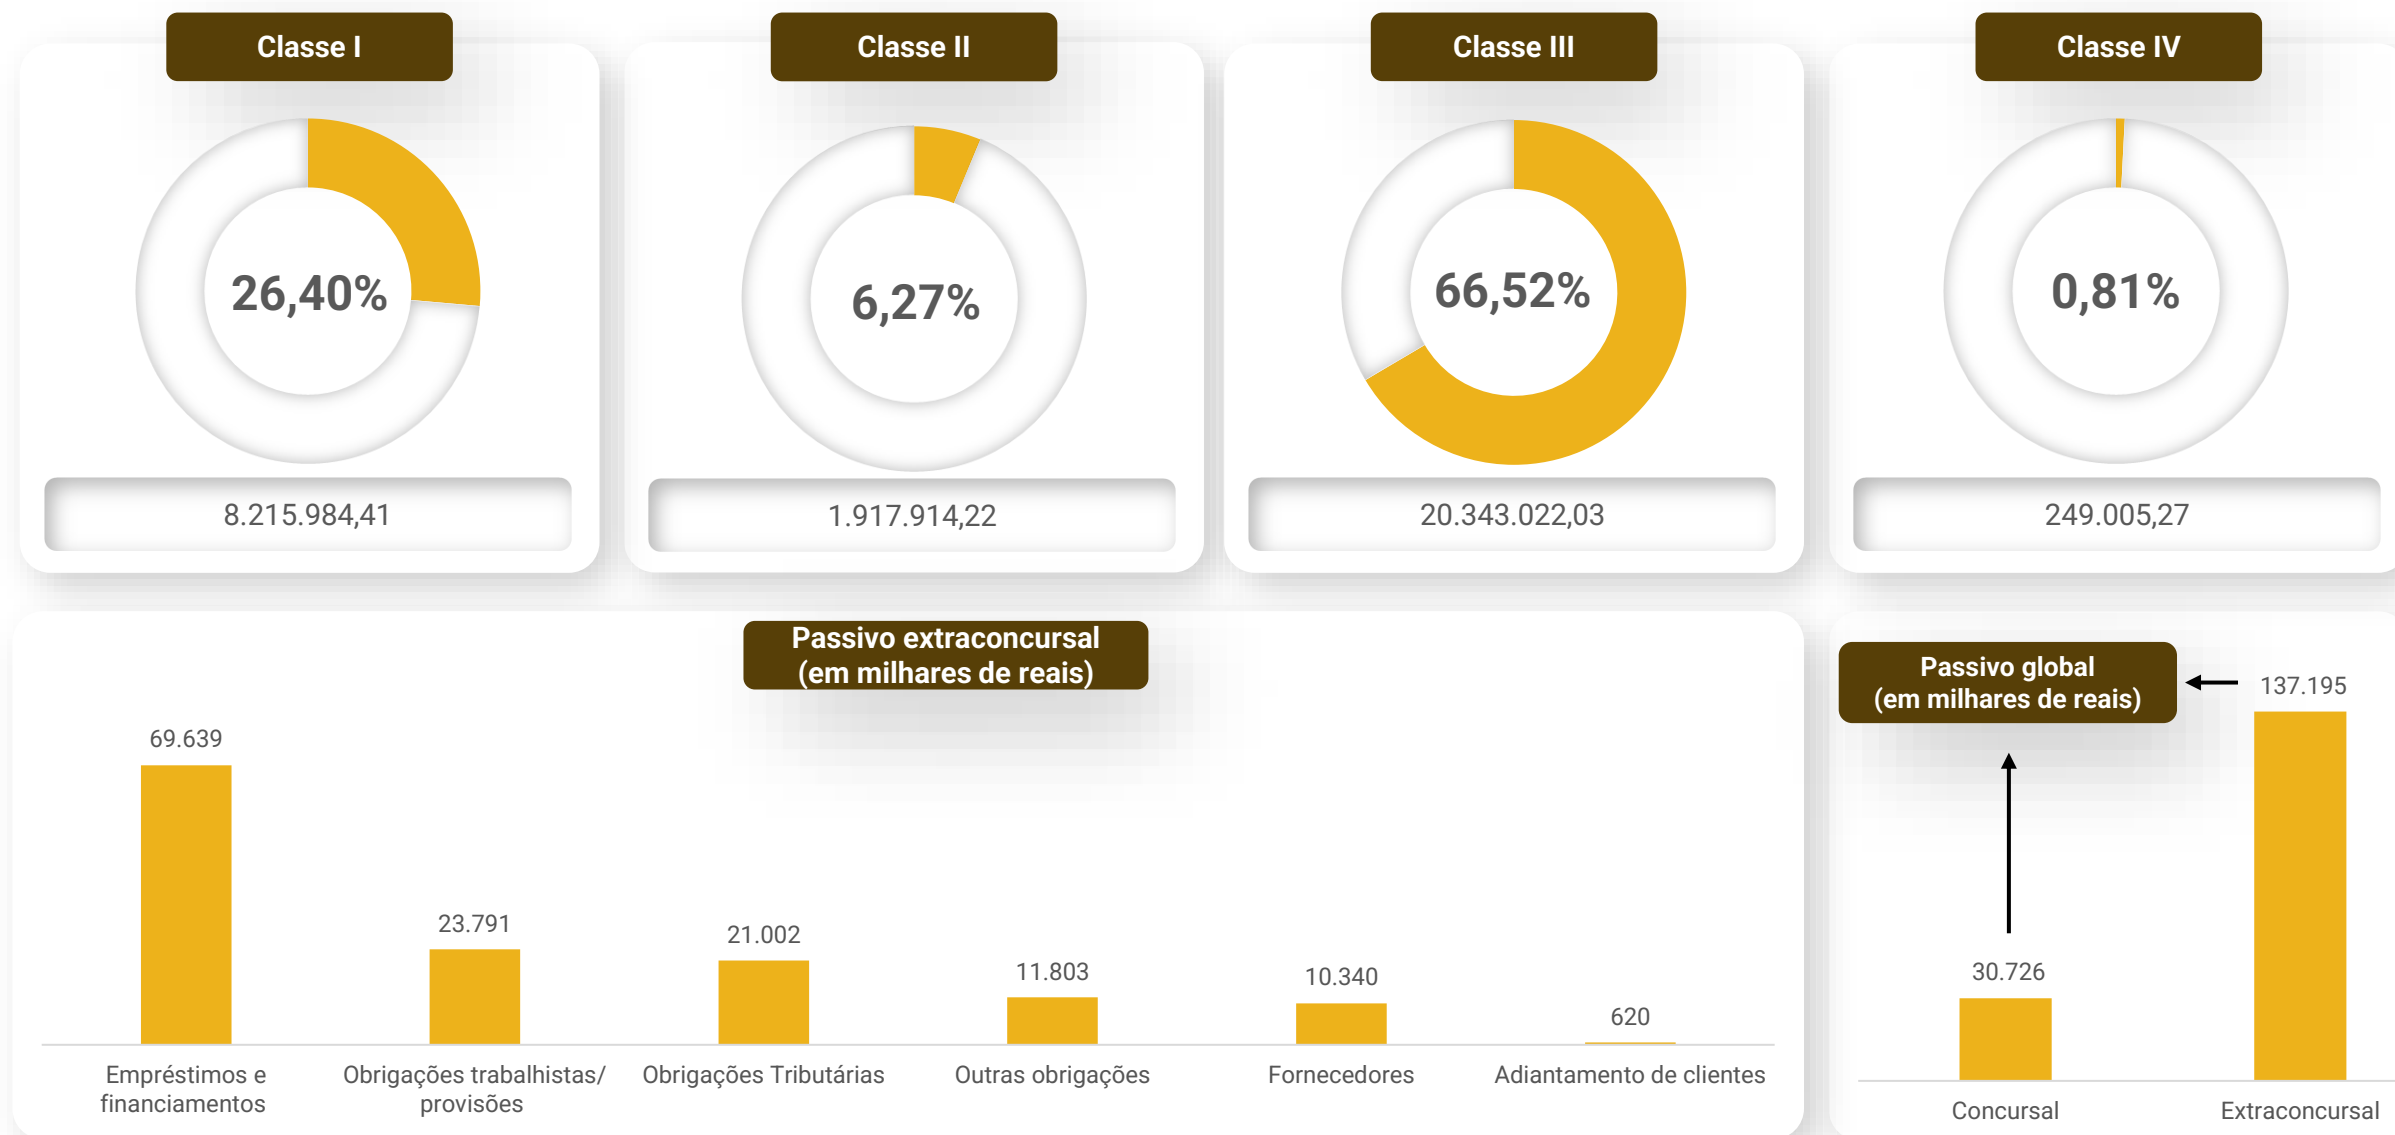 Classe I
26,40%
8.215.984,41
Classe II
6,27%
1.917.914,22
Classe III
66,52%
20.343.022,03
Classe IV
0,81%
249.005,27
Passivo extraconcursal
(em milhares de reais)
69.639
23.791
21.002
11.803
10.340
620
Empréstimos e
financiamentos
Obrigações trabalhistas/
provisões
Obrigações Tributárias
Outras obrigações
Fornecedores
Adiantamento de clientes
Passivo global
(em milhares de reais)
137.195
30.726
Concursal
Extraconcursal